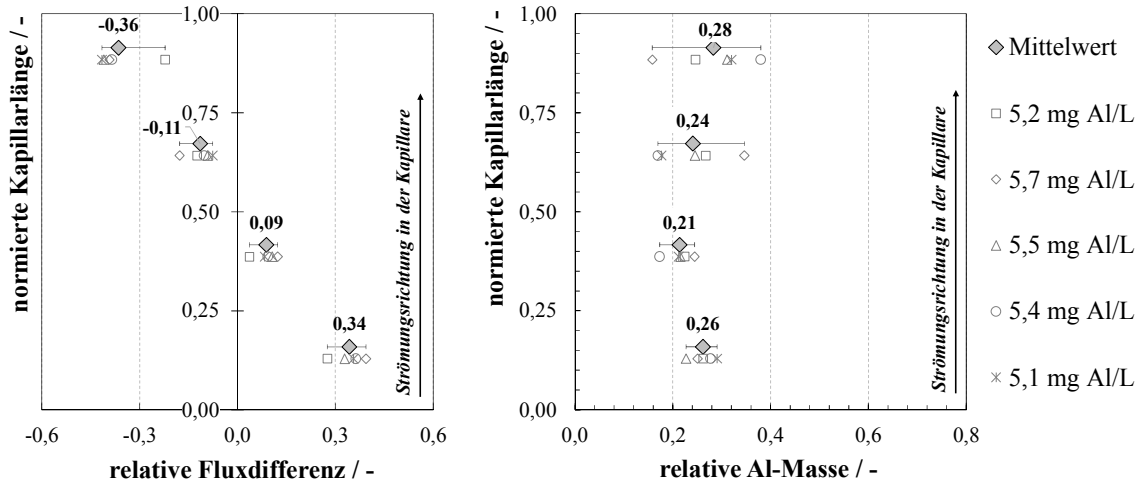 1,00
0,75
0,50
0,25
0,00
-0,6
-0,3
0,0
0,3
0,6
normierte Kapillarlänge / -
relative Fluxdifferenz / -
-0,36
-0,11
0,09
0,34
Strömungsrichtung in der Kapillare
1,00
0,75
0,50
0,25
0,00
0,0
0,2
0,4
0,6
0,8
normierte Kapillarlänge / -
relative Al-Masse / -
0,28
0,24
0,21
0,26
Strömungsrichtung in der Kapillare
Mittelwert
5,2 mg Al/L
5,7 mg Al/L
5,5 mg Al/L
5,4 mg Al/L
5,1 mg Al/L